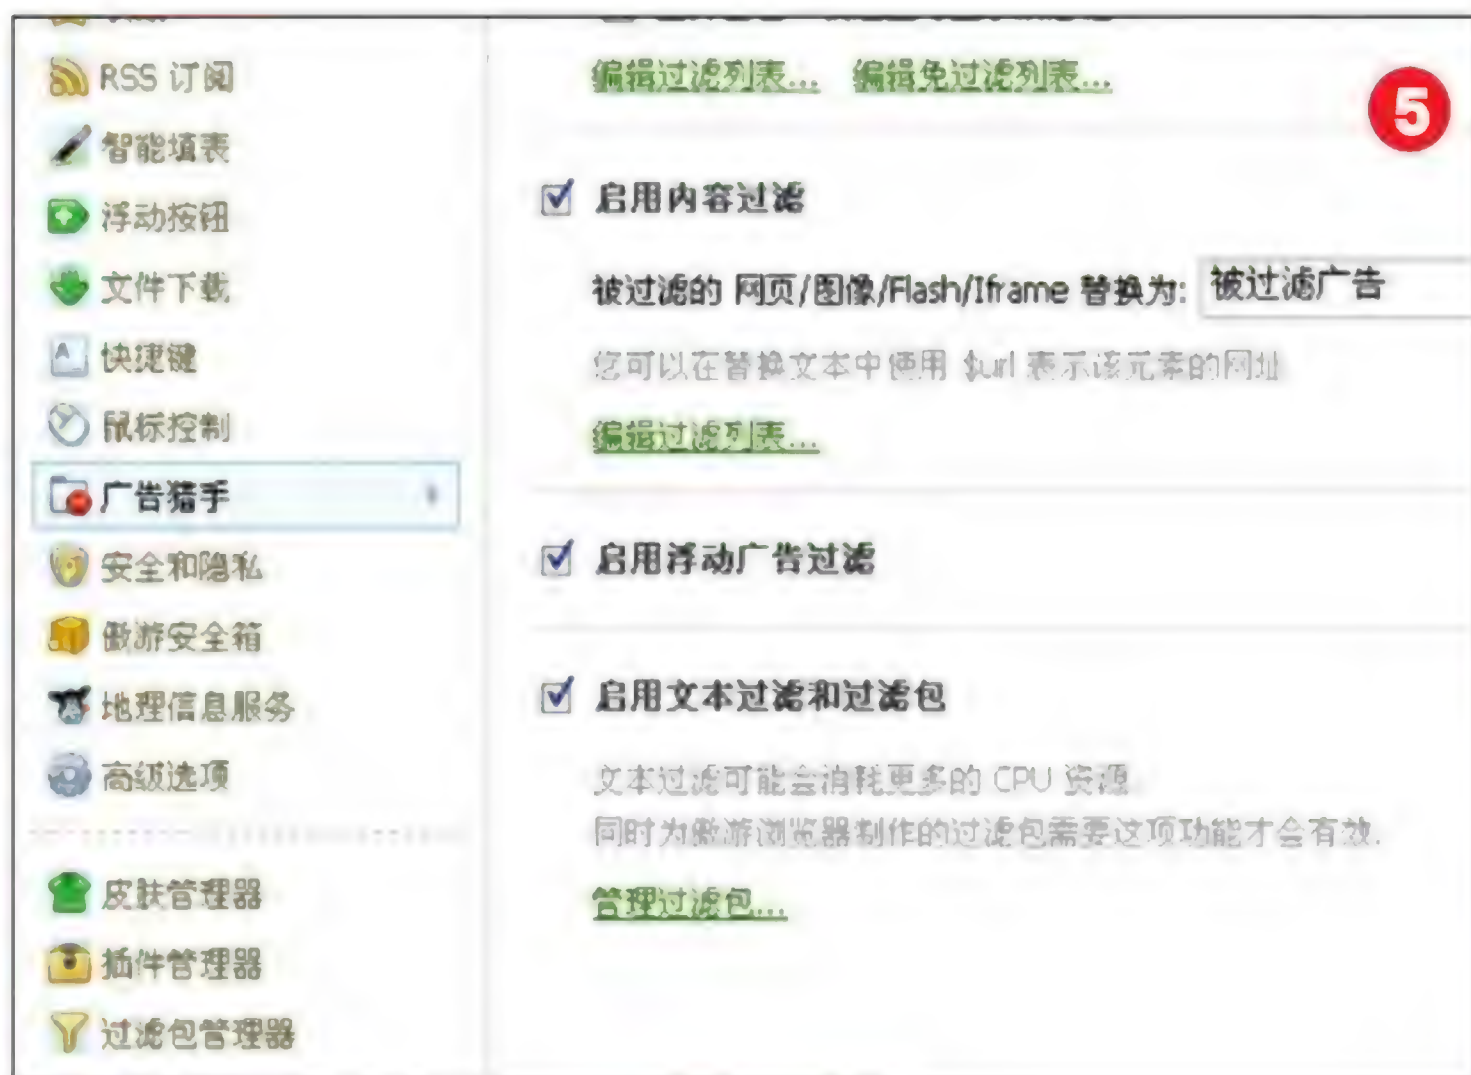 RSS 订阅
智能填表
浮动按钮
文件下载
快捷键
鼠标控制
广告猎手
安全和隐私
傲游安全箱
地理信息服务
高级选项
皮肤管理器
插件管理器
过滤包管理器
编辑过滤列表... 编辑免过滤列表...
5
启用内容过滤
被过滤的 网页/图像/Flash/Iframe 替换为: 被过滤广告
您可以在替换文本中使用 $url 表示该元素的网址
编辑过滤列表...
启用浮动广告过滤
启用文本过滤和过滤包
文本过滤可能会消耗更多的 CPU 资源.
同时为傲游浏览器制作的过滤包需要这项功能才会有效.
管理过滤包...